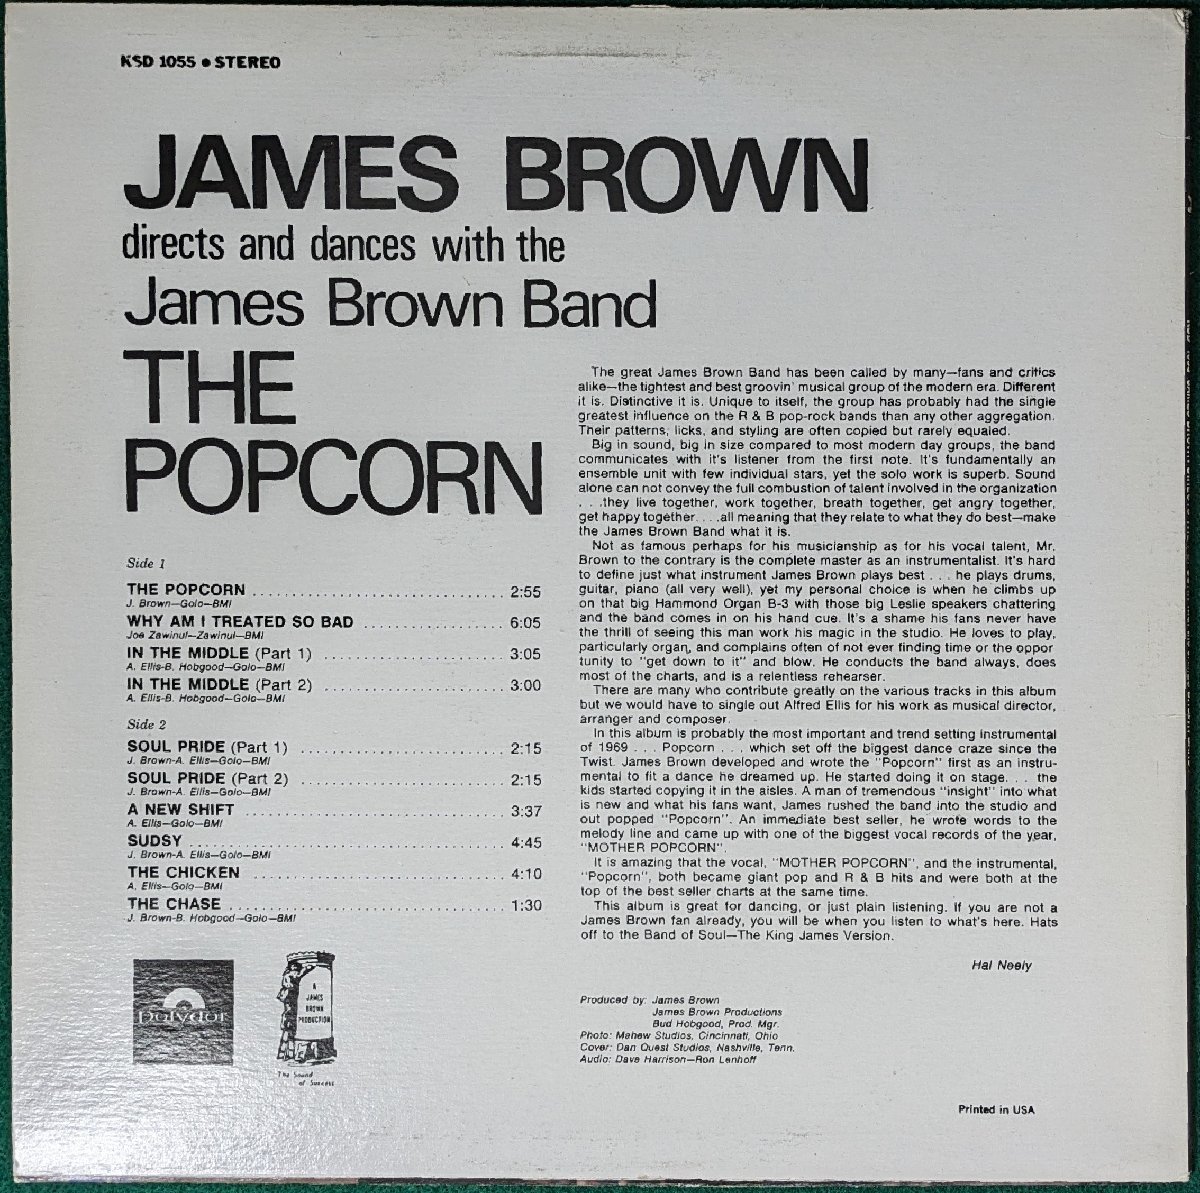 KSD 1055 ● STEREO
JAMES BROWN
directs and dances with the
James Brown Band
THE
POPCORN
Side 1
THE POPCORN . . . . . . . . . . . . . . . . . . . . 2:55
J. Brown—Golo—BMI
WHY AM I TREATED SO BAD . . . . . . . . . . . . 6:05
Joe Zawinul—Zawinul—BMI
IN THE MIDDLE (Part 1) . . . . . . . . . . . . . . . . 3:05
A. Ellis-B. Hobgood—Golo—BMI
IN THE MIDDLE (Part 2) . . . . . . . . . . . . . . . . 3:00
A. Ellis-B. Hobgood—Golo—BMI
Side 2
SOUL PRIDE (Part 1) . . . . . . . . . . . . . . . . . . 2:15
J. Brown-A. Ellis—Golo—BMI
SOUL PRIDE (Part 2) . . . . . . . . . . . . . . . . . . 2:15
J. Brown-A. Ellis—Golo—BMI
A NEW SHIFT . . . . . . . . . . . . . . . . . . . . . . 3:37
A. Ellis—Golo—BMI
SUDSY . . . . . . . . . . . . . . . . . . . . . . . . . . 4:45
J. Brown-A. Ellis—Golo—BMI
THE CHICKEN . . . . . . . . . . . . . . . . . . . . . . 4:10
A. Ellis—Golo—BMI
THE CHASE . . . . . . . . . . . . . . . . . . . . . . . 1:30
J. Brown-B. Hobgood—Golo—BMI
The great James Brown Band has been called by many—fans and critics
alike—the tightest and best groovin' musical group of the modern era. Different
it is. Distinctive it is. Unique to itself, the group has probably had the single
greatest influence on the R & B pop-rock bands than any other aggregation.
Their patterns, licks, and styling are often copied but rarely equaled.
Big in sound, big in size compared to most modern day groups, the band
communicates with it's listener from the first note. It's fundamentally an
ensemble unit with few individual stars, yet the solo work is superb. Sound
alone can not convey the full combustion of talent involved in the organization
. . .they live together, work together, breath together, get angry together,
get happy together. . . .all meaning that they relate to what they do best—make
the James Brown Band what it is.
Not as famous perhaps for his musicianship as for his vocal talent, Mr.
Brown to the contrary is the complete master as an instrumentalist. It's hard
to define just what instrument James Brown plays best . . . he plays drums,
guitar, piano (all very well), yet my personal choice is when he climbs up
on that big Hammond Organ B-3 with those big Leslie speakers chattering
and the band comes in on his hand cue. It's a shame his fans never have
the thrill of seeing this man work his magic in the studio. He loves to play,
particularly organ, and complains often of not ever finding time or the oppor
tunity to "get down to it" and blow. He conducts the band always, does
most of the charts, and is a relentless rehearser.
There are many who contribute greatly on the various tracks in this album
but we would have to single out Alfred Ellis for his work as musical director,
arranger and composer.
In this album is probably the most important and trend setting instrumental
of 1969 . . . Popcorn . . . which set off the biggest dance craze since the
Twist. James Brown developed and wrote the "Popcorn" first as an instru-
mental to fit a dance he dreamed up. He started doing it on stage. . . the
kids started copying it in the aisles. A man of tremendous "insight" into what
is new and what his fans want, James rushed the band into the studio and
out popped "Popcorn". An immediate best seller, he wrote words to the
melody line and came up with one of the biggest vocal records of the year,
"MOTHER POPCORN".
It is amazing that the vocal, "MOTHER POPCORN", and the instrumental,
"Popcorn", both became giant pop and R & B hits and were both at the
top of the best seller charts at the same time.
This album is great for dancing, or just plain listening. If you are not a
James Brown fan already, you will be when you listen to what's here. Hats
off to the Band of Soul—The King James Version.
Hal Neely
Polydor
A
JAMES
BROWN
PRODUCTION
The Sound
of Success
Produced by: James Brown
James Brown Productions
Bud Hobgood, Prod. Mgr.
Photo: Mahew Studios, Cincinnati, Ohio
Cover: Dan Quest Studios, Nashville, Tenn.
Audio: Dave Harrison—Ron Lenhoff
Printed in USA